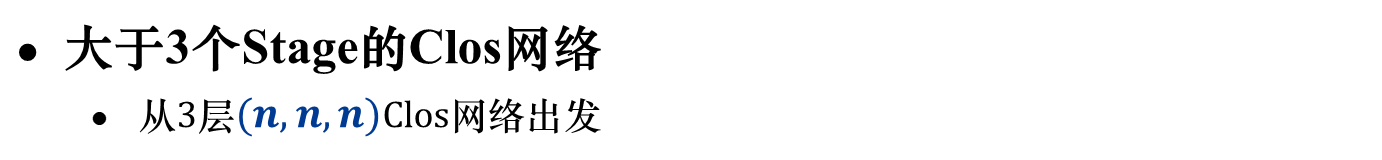 • 大于3个Stage的Clos网络
• 从3层(n, n, n)Clos网络出发